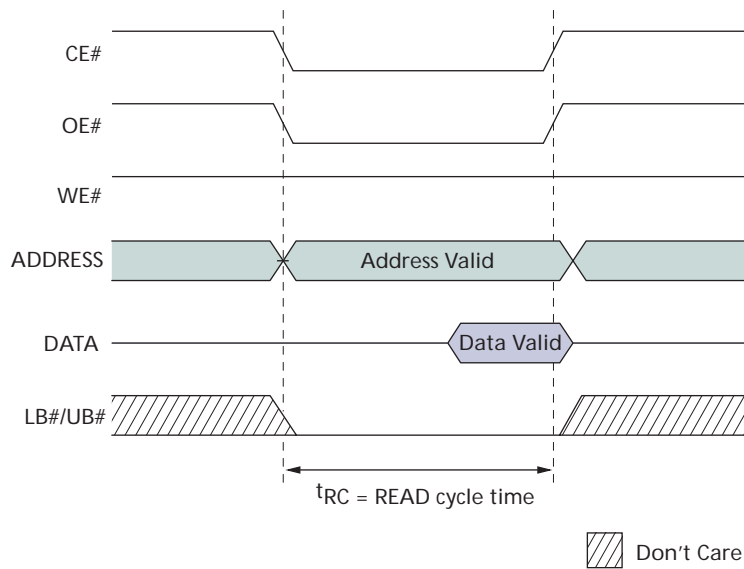 CE#
OE#
WE#
ADDRESS
Address Valid
DATA
Data Valid
LB#/UB#
tRC = READ cycle time
Don't Care